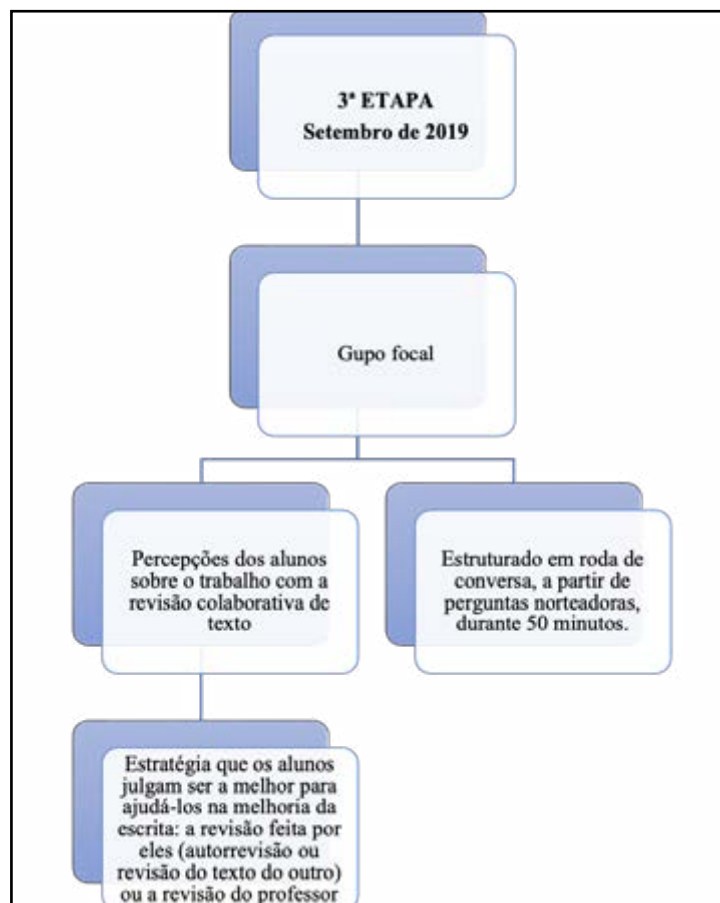 3ª ETAPA
Setembro de 2019
Gupo focal
Percepções dos alunos
sobre o trabalho com a
revisão colaborativa de
texto
Estruturado em roda de
conversa, a partir de
perguntas norteadoras,
durante 50 minutos.
Estratégia que os alunos
julgam ser a melhor para
ajudá-los na melhoria da
escrita: a revisão feita por
eles (autorrevisão ou
revisão do texto do outro)
ou a revisão do professor